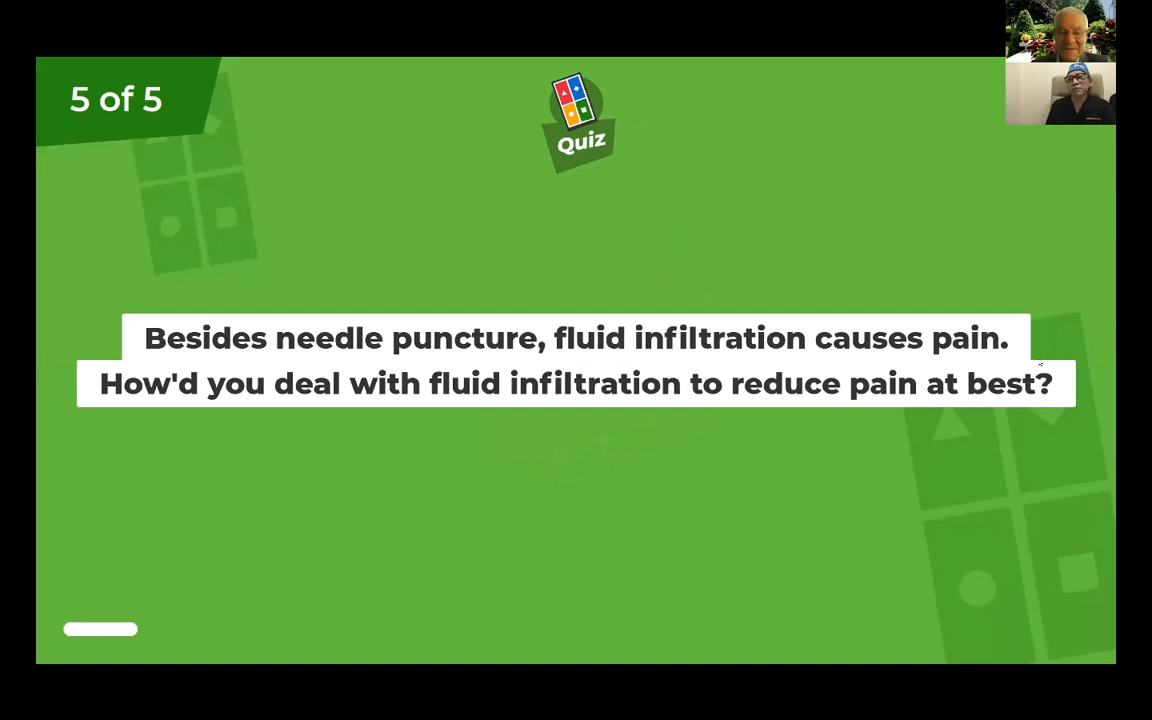 5 of 5
Quiz
Besides needle puncture, fluid infiltration causes pain.
How'd you deal with fluid infiltration to reduce pain at best?